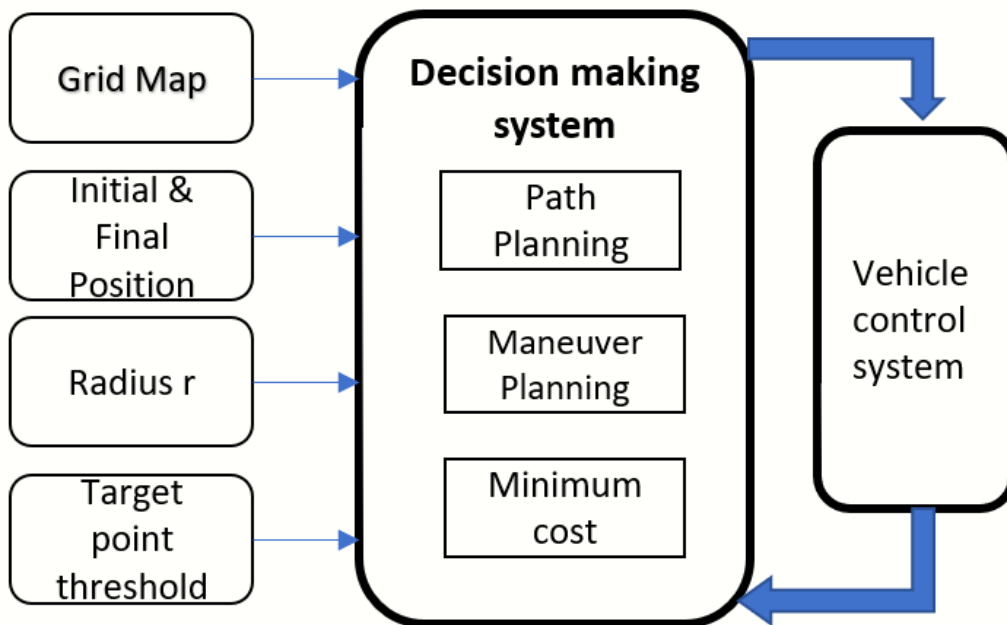 Grid Map
Initial &
Final
Position
Radius r
Target
point
threshold
Decision making
system
Path
Planning
Maneuver
Planning
Minimum
cost
Vehicle
control
system